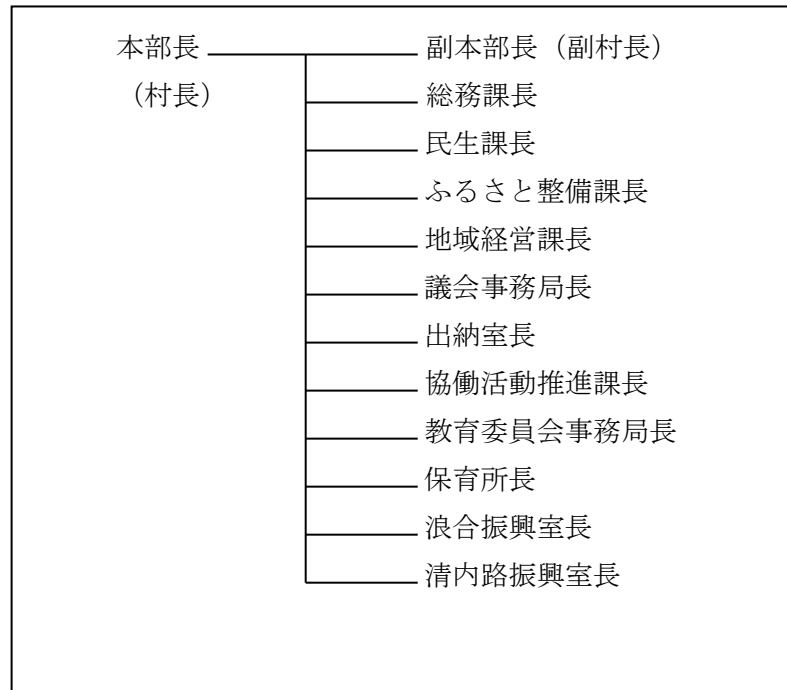 本部長 副本部長（副村長）
（村長） 総務課長
民生課長
ふるさと整備課長
地域経営課長
議会事務局長
出納室長
協働活動推進課長
教育委員会事務局長
保育所長
浪合振興室長
清内路振興室長